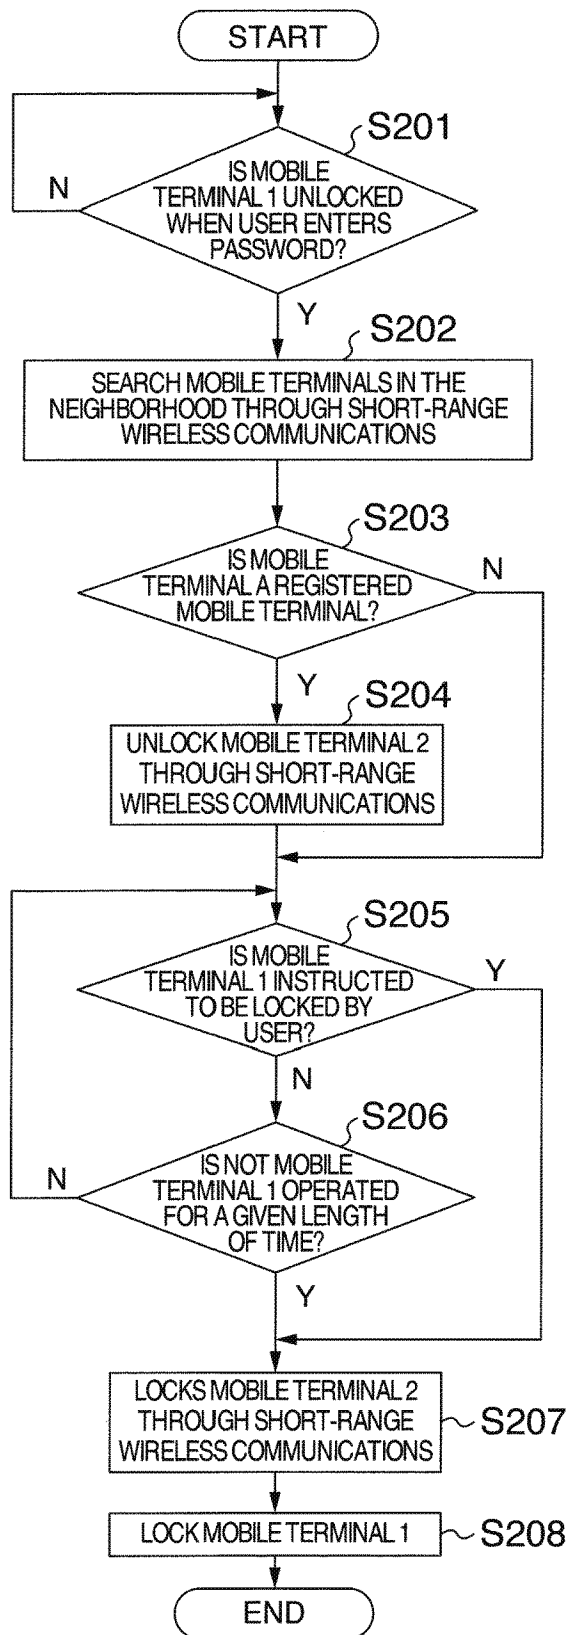 START
S201
IS MOBILE
TERMINAL 1 UNLOCKED
WHEN USER ENTERS
PASSWORD?
N
Y
S202
SEARCH MOBILE TERMINALS IN THE
NEIGHBORHOOD THROUGH SHORT-RANGE
WIRELESS COMMUNICATIONS
S203
IS MOBILE
TERMINAL A REGISTERED
MOBILE TERMINAL?
N
Y
S204
UNLOCK MOBILE TERMINAL 2
THROUGH SHORT-RANGE
WIRELESS COMMUNICATIONS
S205
IS MOBILE
TERMINAL 1 INSTRUCTED
TO BE LOCKED BY
USER?
Y
N
S206
IS NOT MOBILE
TERMINAL 1 OPERATED
FOR A GIVEN LENGTH
OF TIME?
N
Y
LOCKS MOBILE TERMINAL 2
THROUGH SHORT-RANGE
WIRELESS COMMUNICATIONS
S207
LOCK MOBILE TERMINAL 1
S208
END